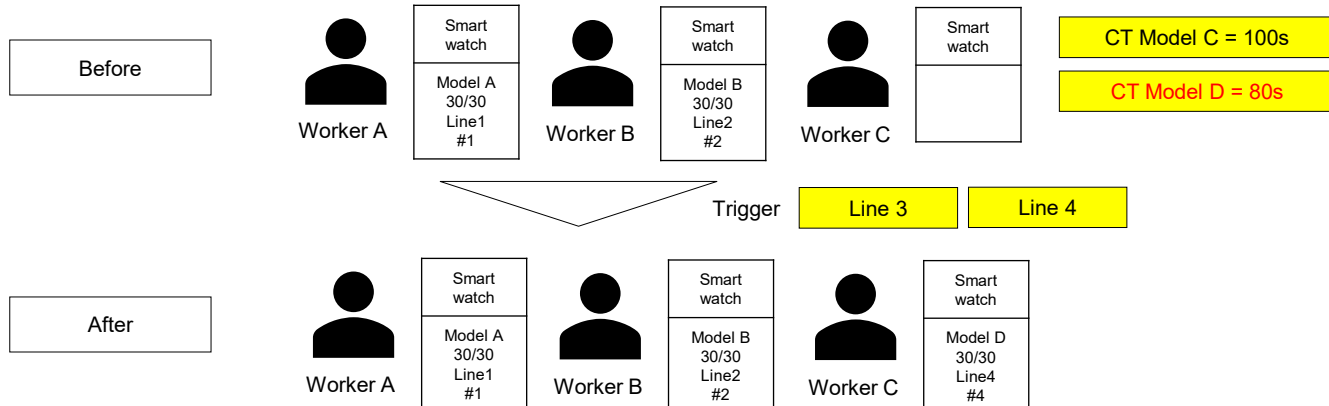 Before
Worker A
Smart
watch
Model A
30/30
Line1
#1
Worker B
Smart
watch
Model B
30/30
Line2
#2
Worker C
Smart
watch
CT Model C = 100s
CT Model D = 80s
Trigger
Line 3
Line 4
After
Worker A
Smart
watch
Model A
30/30
Line1
#1
Worker B
Smart
watch
Model B
30/30
Line2
#2
Worker C
Smart
watch
Model D
30/30
Line4
#4